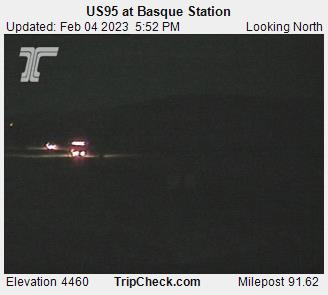 US95 at Basque Station
Updated: Feb 04 2023 5:52 PM Looking North
Elevation 4460 TripCheck.com Milepost 91.62